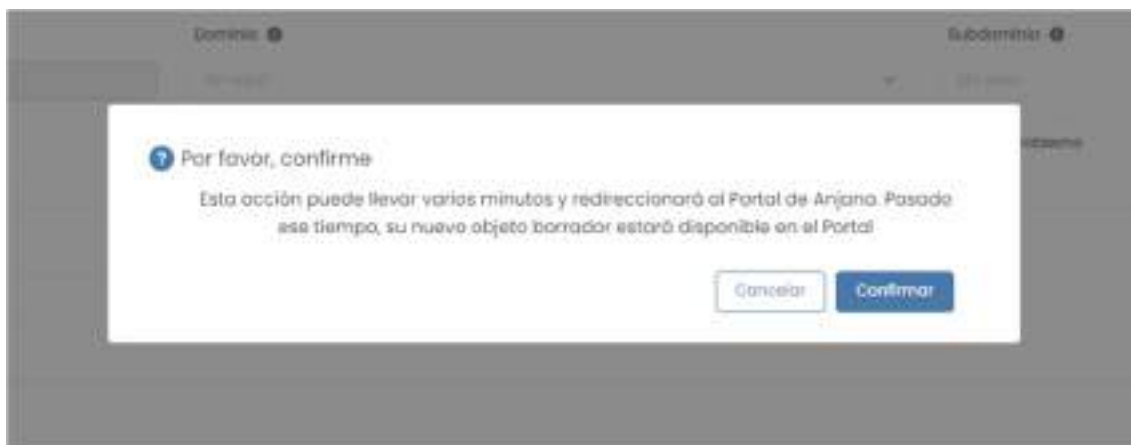 Dominio
Subdominio
Por favor, confirme
Esta acción puede llevar varios minutos y redireccionará al Portal de Anjana. Pasado
ese tiempo, su nuevo objeto borrador estará disponible en el Portal
Cancelar
Confirmar